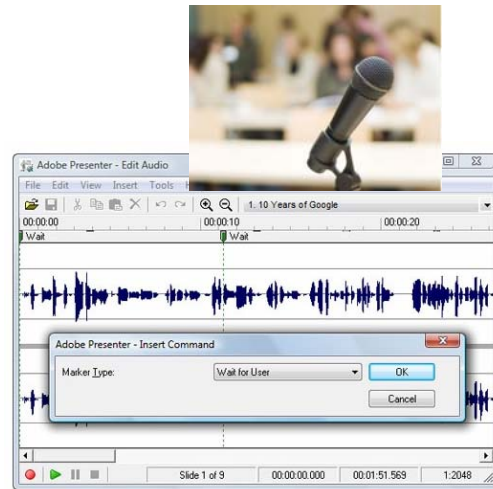 Adobe Presenter - Edit Audio
File Edit View Insert Tools
1. 10 Years of Google
00:00:00 00:00:10 00:00:20
Wait Wait
Adobe Presenter - Insert Command
Marker Type: Wait for User OK
Cancel
Slide 1 of 9 00:00:00.000 00:01:51.569 1:2048